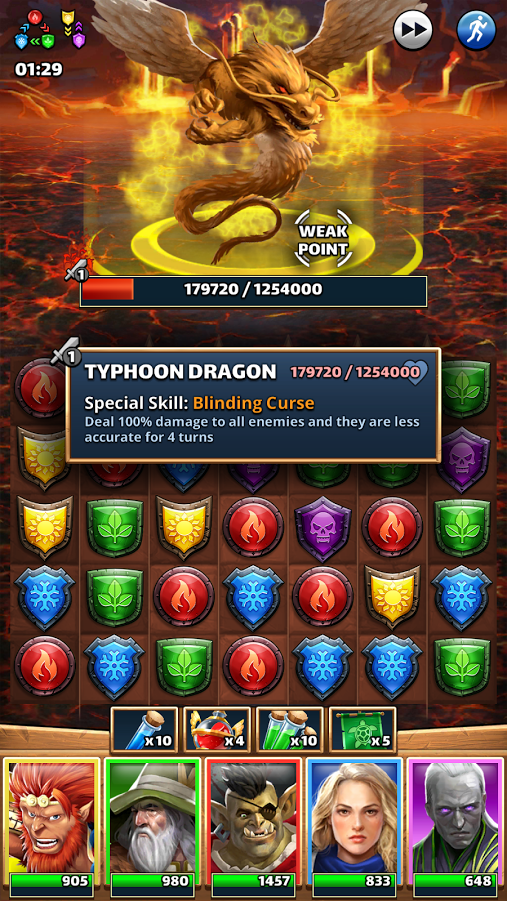 01:29
WEAK
POINT
1
179720 / 1254000
1
TYPHOON DRAGON 179720 / 1254000
Special Skill: Blinding Curse
Deal 100% damage to all enemies and they are less
accurate for 4 turns
x10 x4 x10 x5
905 980 1457 833 648